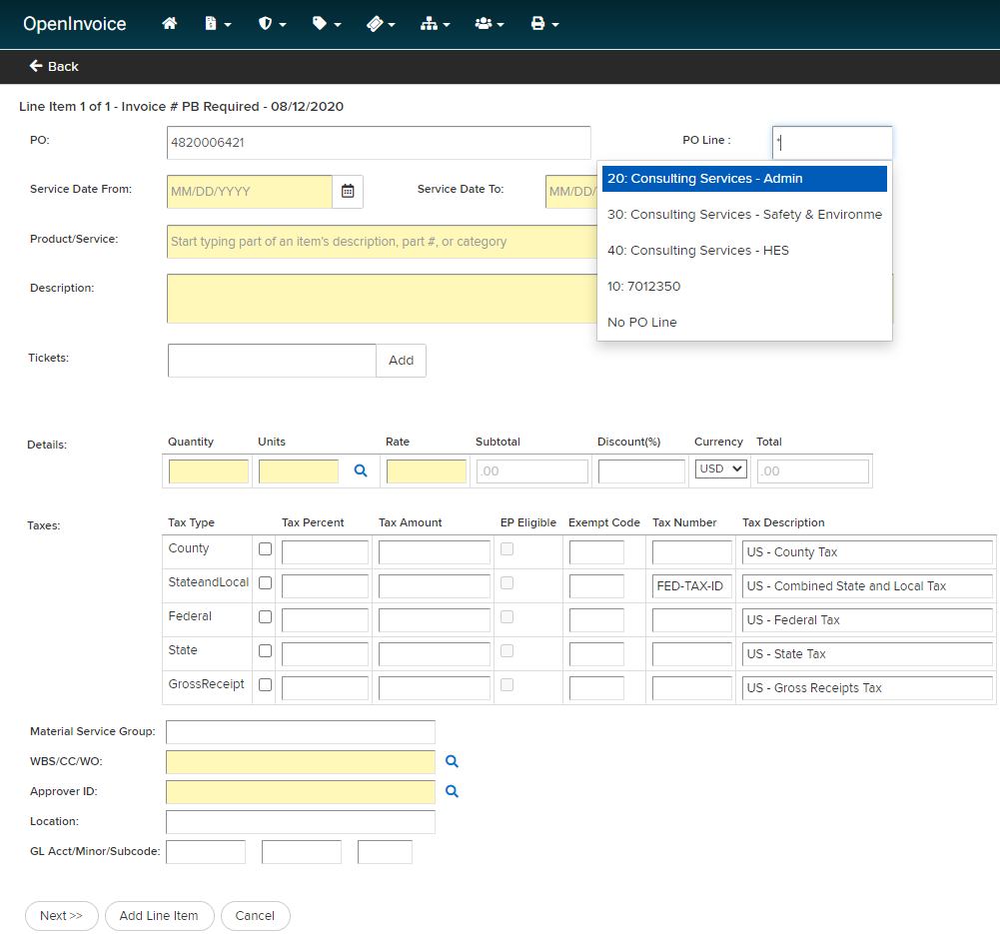 OpenInvoice
Back
Line Item 1 of 1 - Invoice # PB Required - 08/12/2020
PO: 4820006421 PO Line : *
Service Date From: MM/DD/YYYY Service Date To: MM/DD/
20: Consulting Services - Admin
30: Consulting Services - Safety & Environme
40: Consulting Services - HES
10: 7012350
No PO Line
Product/Service: Start typing part of an item's description, part #, or category
Description:
Tickets: Add
Details: Quantity Units Rate Subtotal Discount(%) Currency Total
.00 USD .00
Taxes: Tax Type Tax Percent Tax Amount EP Eligible Exempt Code Tax Number Tax Description
County US - County Tax
StateandLocal FED-TAX-ID US - Combined State and Local Tax
Federal US - Federal Tax
State US - State Tax
GrossReceipt US - Gross Receipts Tax
Material Service Group:
WBS/CC/WO:
Approver ID:
Location:
GL Acct/Minor/Subcode:
Next >> Add Line Item Cancel